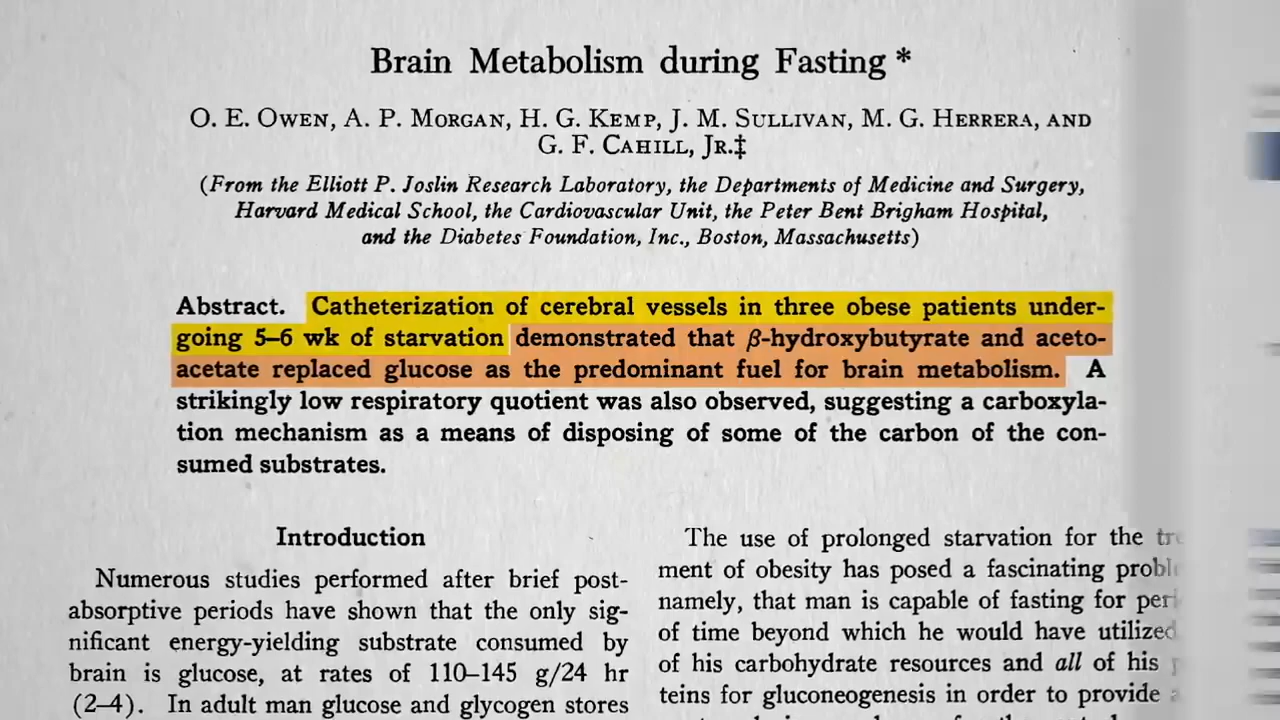 Brain Metabolism during Fasting *
O. E. OWEN, A. P. MORGAN, H. G. KEMP, J. M. SULLIVAN, M. G. HERRERA, AND
G. F. CAHILL, JR.‡
(From the Elliott P. Joslin Research Laboratory, the Departments of Medicine and Surgery,
Harvard Medical School, the Cardiovascular Unit, the Peter Bent Brigham Hospital,
and the Diabetes Foundation, Inc., Boston, Massachusetts)
Abstract. Catheterization of cerebral vessels in three obese patients under-
going 5–6 wk of starvation demonstrated that β-hydroxybutyrate and aceto-
acetate replaced glucose as the predominant fuel for brain metabolism. A
strikingly low respiratory quotient was also observed, suggesting a carboxyla-
tion mechanism as a means of disposing of some of the carbon of the con-
sumed substrates.
Introduction
Numerous studies performed after brief post-
absorptive periods have shown that the only sig-
nificant energy-yielding substrate consumed by
brain is glucose, at rates of 110–145 g/24 hr
(2–4). In adult man glucose and glycogen stores
The use of prolonged starvation for the
ment of obesity has posed a fascinating
namely, that man is capable of fasting for
of time beyond which he would have utilized
of his carbohydrate resources and all of his
teins for gluconeogenesis in order to provide